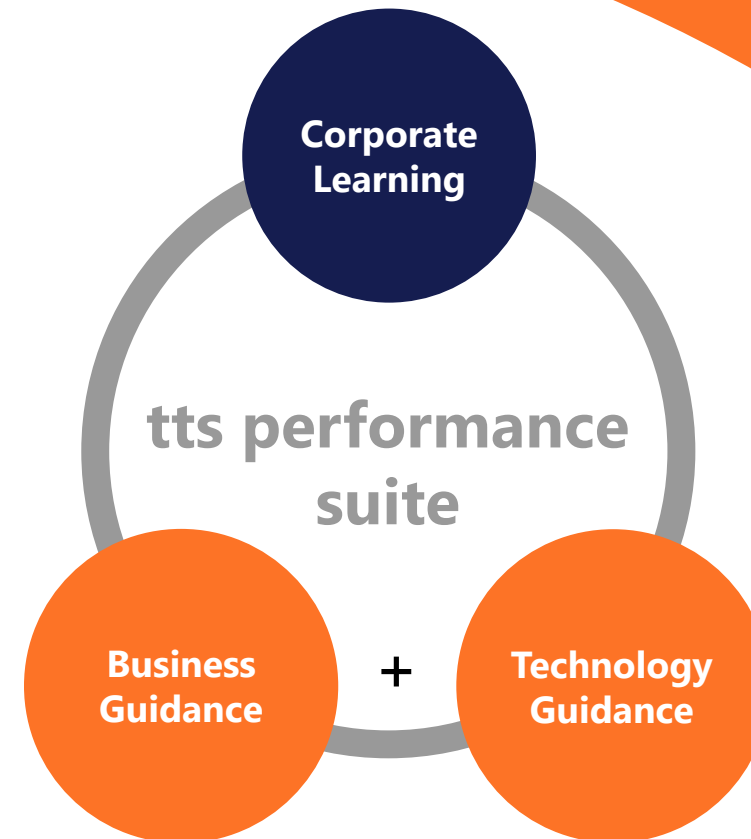 Corporate
Learning
tts performance
suite
Business
Guidance
+
Technology
Guidance